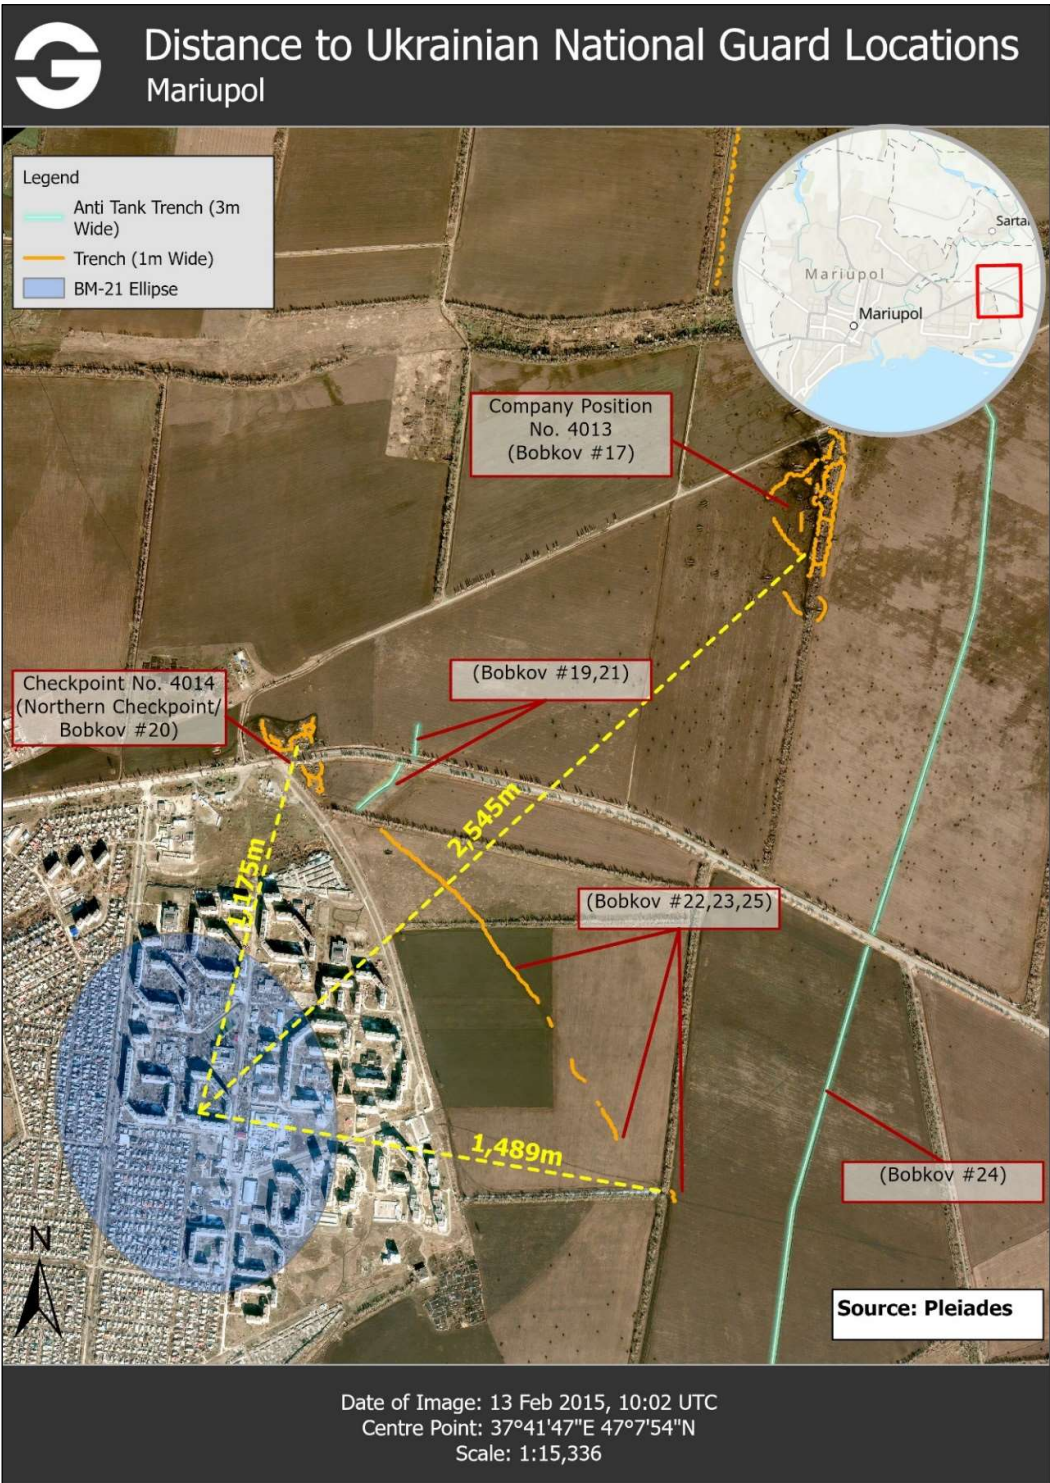 Distance to Ukrainian National Guard Locations
Mariupol
Legend
Anti Tank Trench (3m
Wide)
Trench (1m Wide)
BM-21 Ellipse
Sarta
Mariupol
Mariupol
Company Position
No. 4013
(Bobkov #17)
(Bobkov #19,21)
Checkpoint No. 4014
(Northern Checkpoint/
Bobkov #20)
2,545m
1,175m
(Bobkov #22,23,25)
1,489m
(Bobkov #24)
N
Source: Pleiades
Date of Image: 13 Feb 2015, 10:02 UTC
Centre Point: 37°41'47"E 47°7'54"N
Scale: 1:15,336